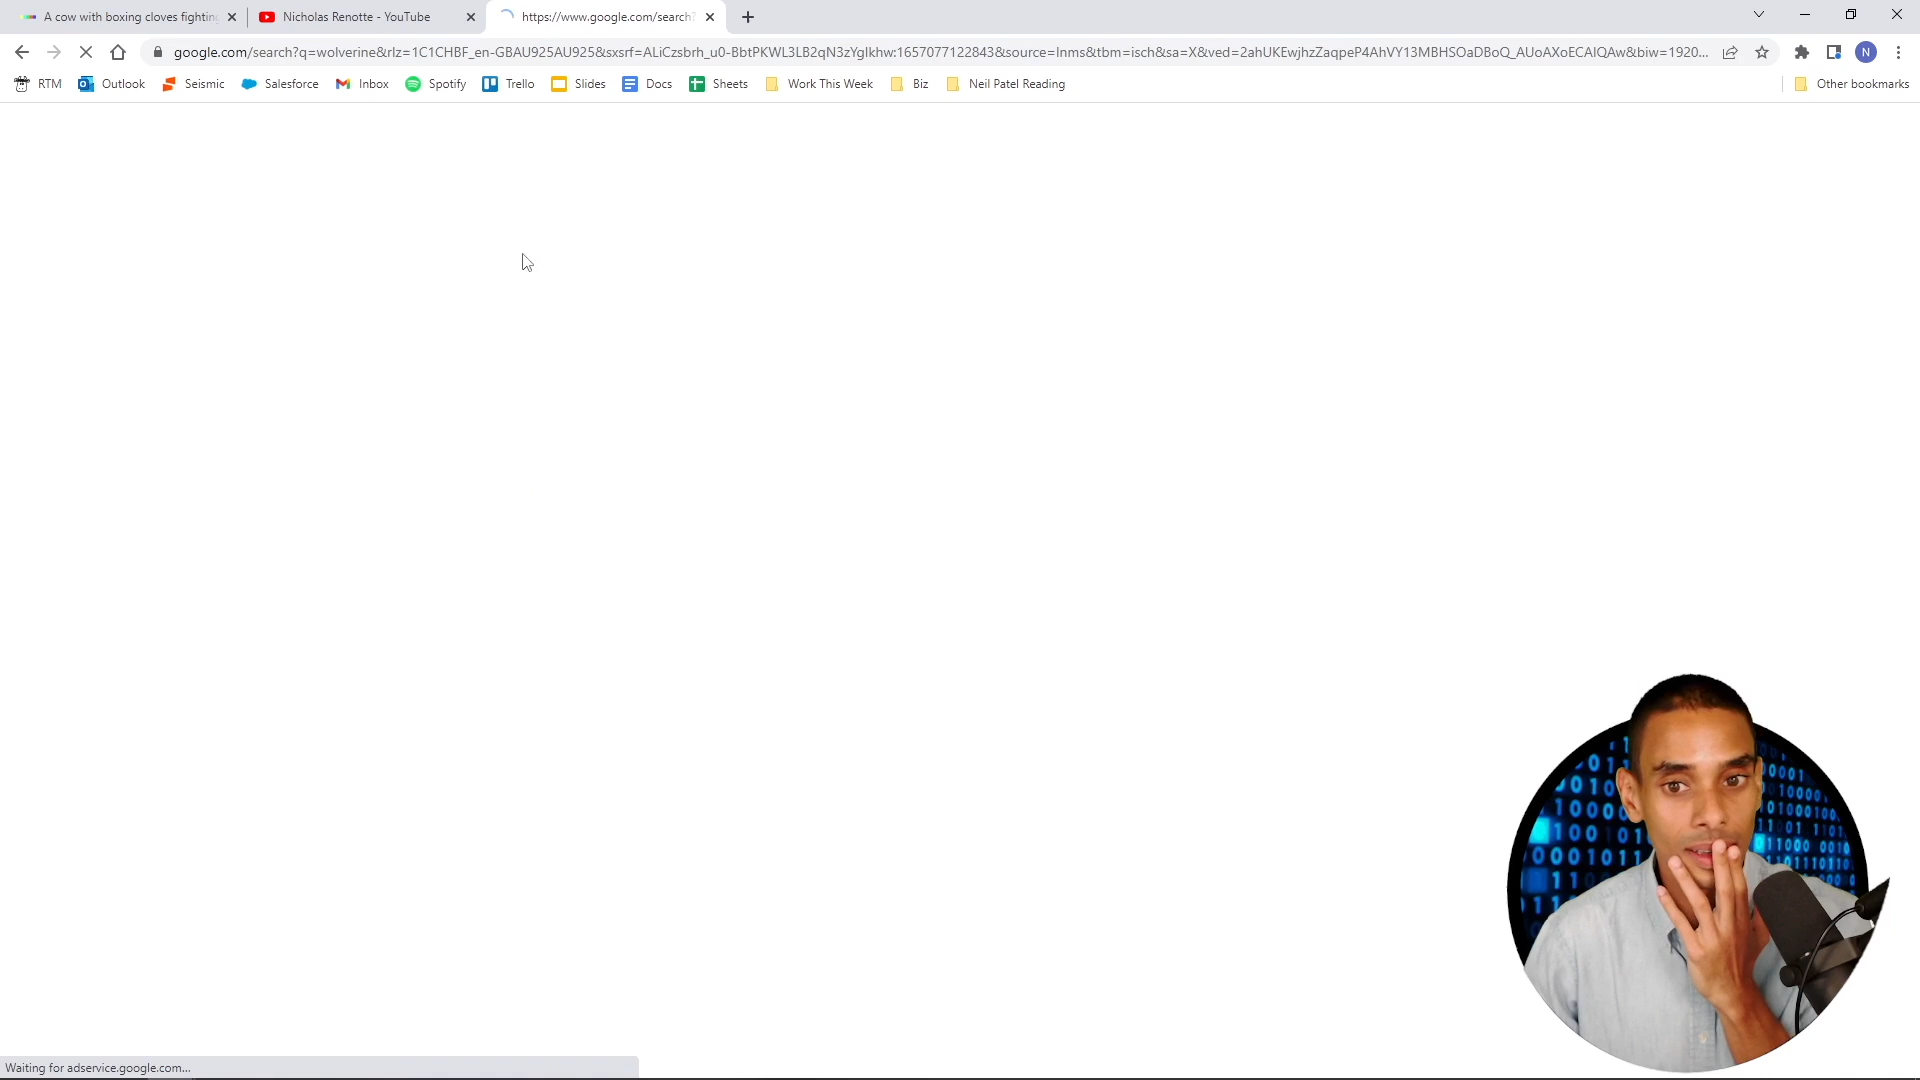 A cow with boxing cloves fighting
Nicholas Renotte - YouTube
https://www.google.com/search?
google.com/search?q=wolverine&rlz=1C1CHBF_en-GBAU925AU925&sxsrf=ALiCzsbrh_u0-BbtPKWL3LB2qN3zYgIkhw:1657077122843&source=lnms&tbm=isch&sa=X&ved=2ahUKEwjhzZaqpeP4AhVY13MBHSOaDBoQ_AUoAXoECAIQAw&biw=1920...
N
RTM
Outlook
Seismic
Salesforce
Inbox
Spotify
Trello
Slides
Docs
Sheets
Work This Week
Biz
Neil Patel Reading
Other bookmarks
Waiting for adservice.google.com...